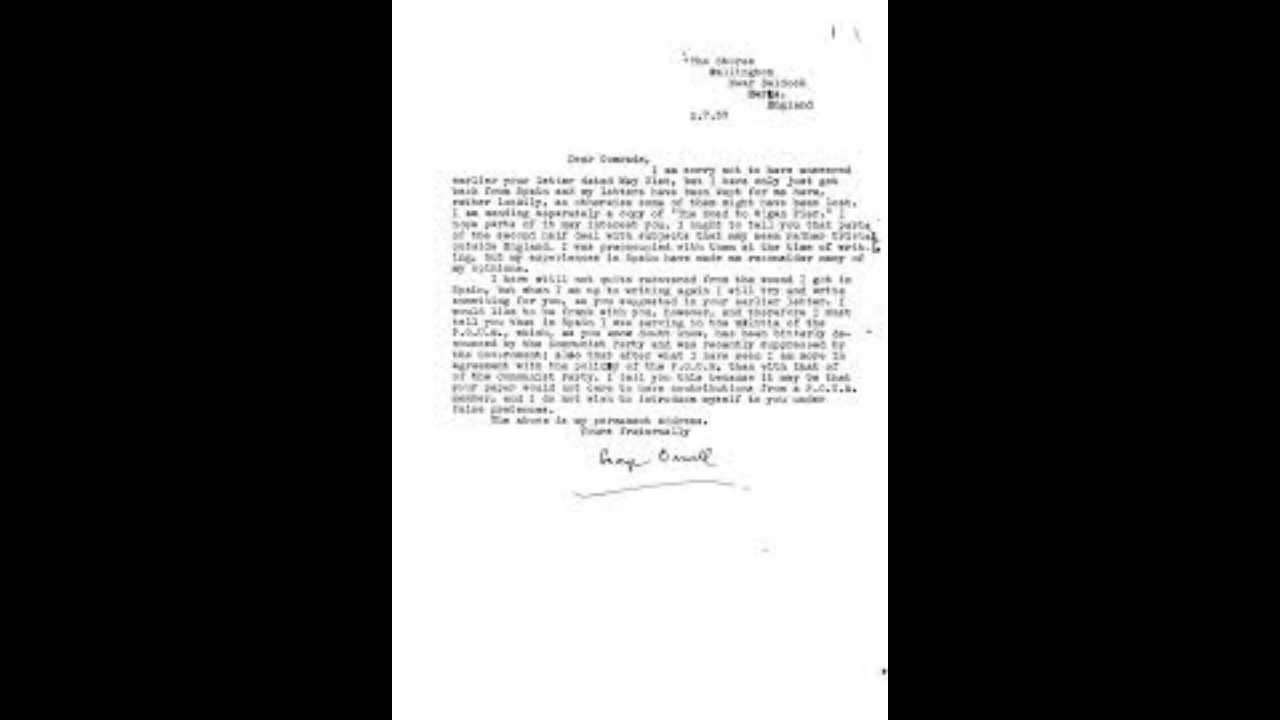 The Stores
Wallington
Near Baldock
Herts.
England
2.7.37
Dear Comrade,
I am sorry not to have answered
earlier your letter dated May 31st, but I have only just got
back from Spain and my letters have been kept for me here,
rather luckily, as otherwise some of them might have been lost.
I am sending separately a copy of "The Road to Wigan Pier." I
hope parts of it may interest you. I ought to tell you that parts
of the second half deal with subjects that may seem rather trivial
outside England. I was preoccupied with them at the time of writ-
ing, but my experiences in Spain have made me reconsider many of
my opinions.
I have still not quite recovered from the wound I got in
Spain, but when I am up to writing again I will try and write
something for you, as you suggested in your earlier letter. I
would like to be frank with you, however, and therefore I must
tell you that in Spain I was serving in the militia of the
P.O.U.M., which, as you know doubt know, has been bitterly de-
nounced by the Communist Party and was recently suppressed by
the Government; also that after what I have seen I am more in
agreement with the policy of the P.O.U.M. than with that of
of the Communist Party. I tell you this because it may be that
your paper would not care to have contributions from a P.O.U.M.
member, and I do not wish to introduce myself to you under
false pretences.
The above is my permanent address.
Yours fraternally
George Orwell